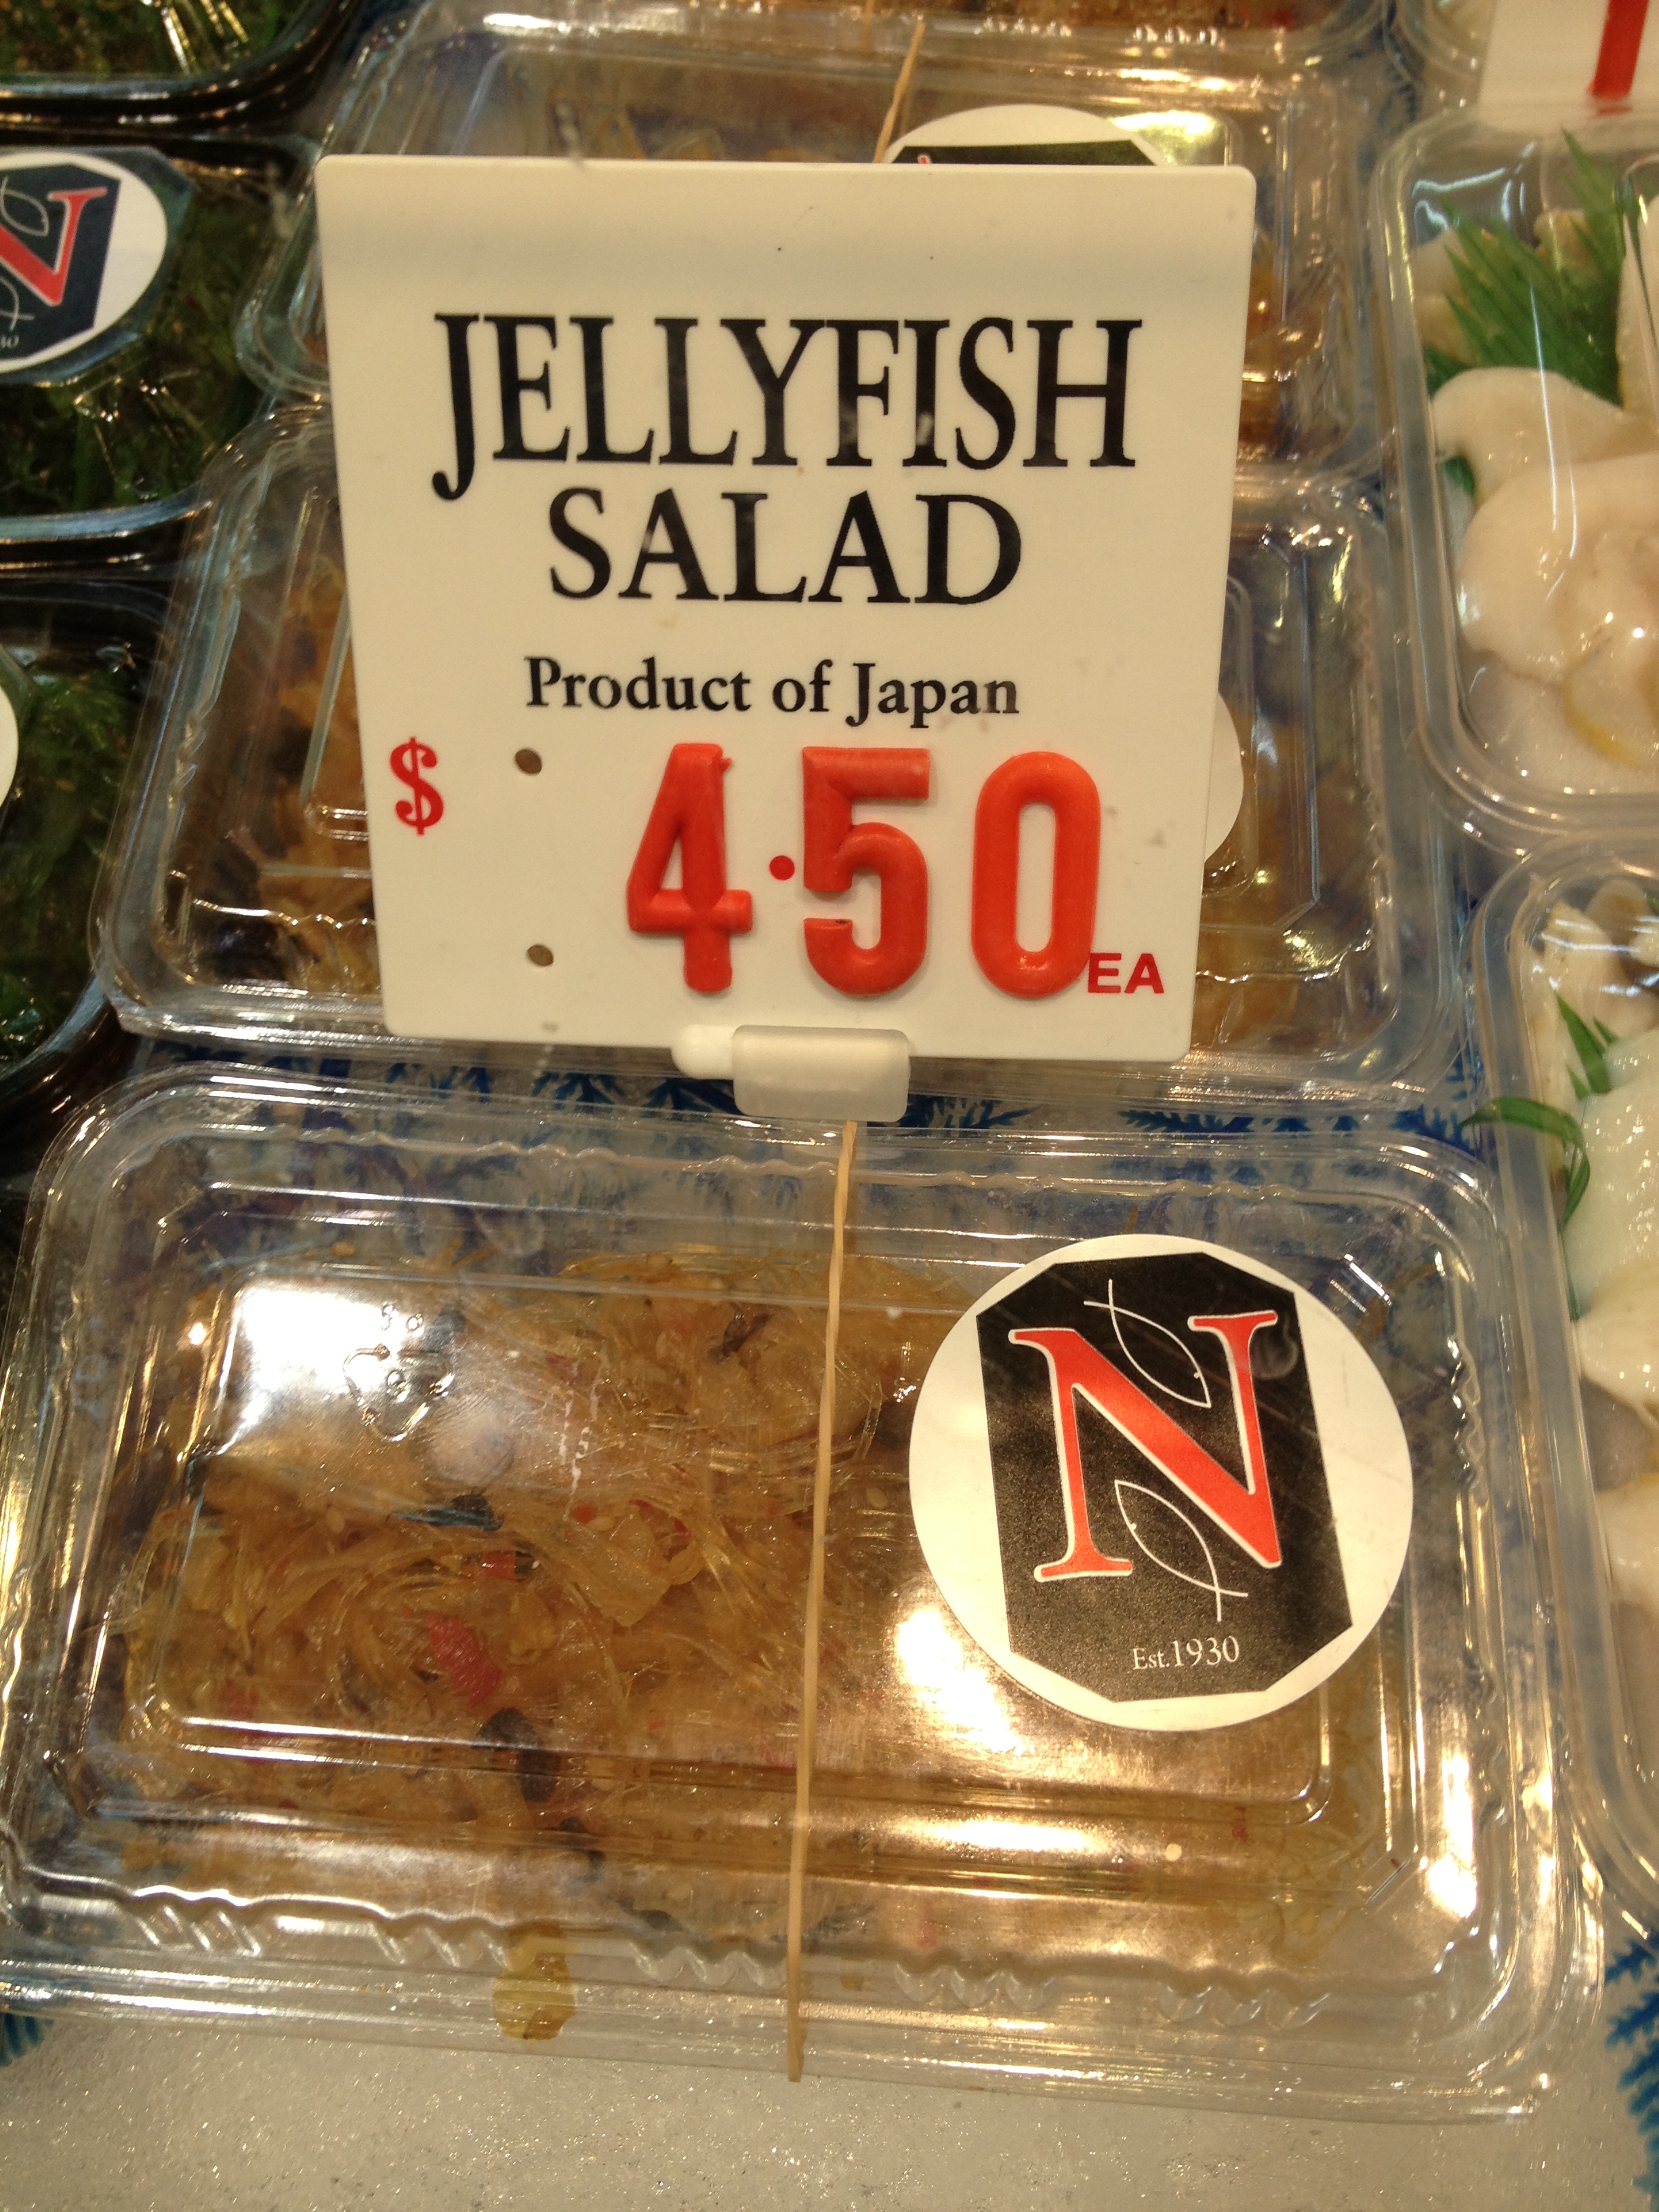 JELLYFISH
SALAD
Product of Japan
$ 4.50 EA
N
N
Est.1930